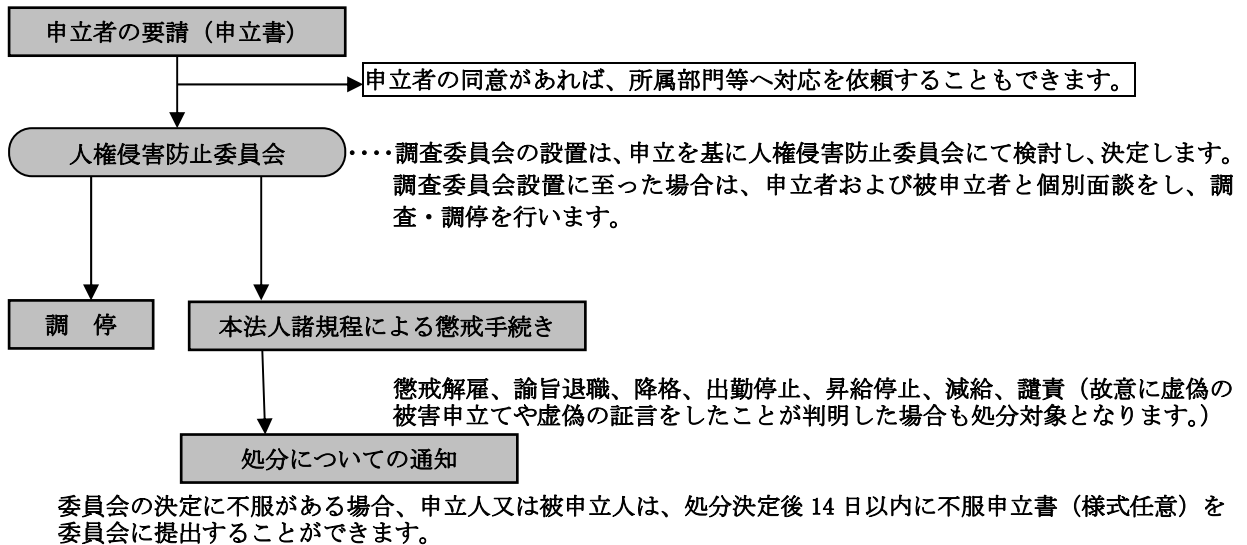 申立者の要請（申立書）
申立者の同意があれば、所属部門等へ対応を依頼することもできます。
人権侵害防止委員会
････調査委員会の設置は、申立を基に人権侵害防止委員会にて検討し、決定します。
調査委員会設置に至った場合は、申立者および被申立者と個別面談をし、調
査・調停を行います。
調　停
本法人諸規程による懲戒手続き
懲戒解雇、諭旨退職、降格、出勤停止、昇給停止、減給、譴責（故意に虚偽の
被害申立てや虚偽の証言をしたことが判明した場合も処分対象となります。）
処分についての通知
委員会の決定に不服がある場合、申立人又は被申立人は、処分決定後 14 日以内に不服申立書（様式任意）を
委員会に提出することができます。